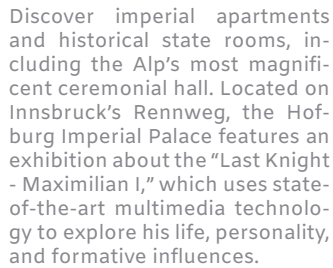 Discover imperial apartments
and historical state rooms, in-
cluding the Alp's most magnifi-
cent ceremonial hall. Located on
Innsbruck's Rennweg, the Hof-
burg Imperial Palace features an
exhibition about the “Last Knight
- Maximilian I,” which uses state-
of-the-art multimedia technolo-
gy to explore his life, personality,
and formative influences.